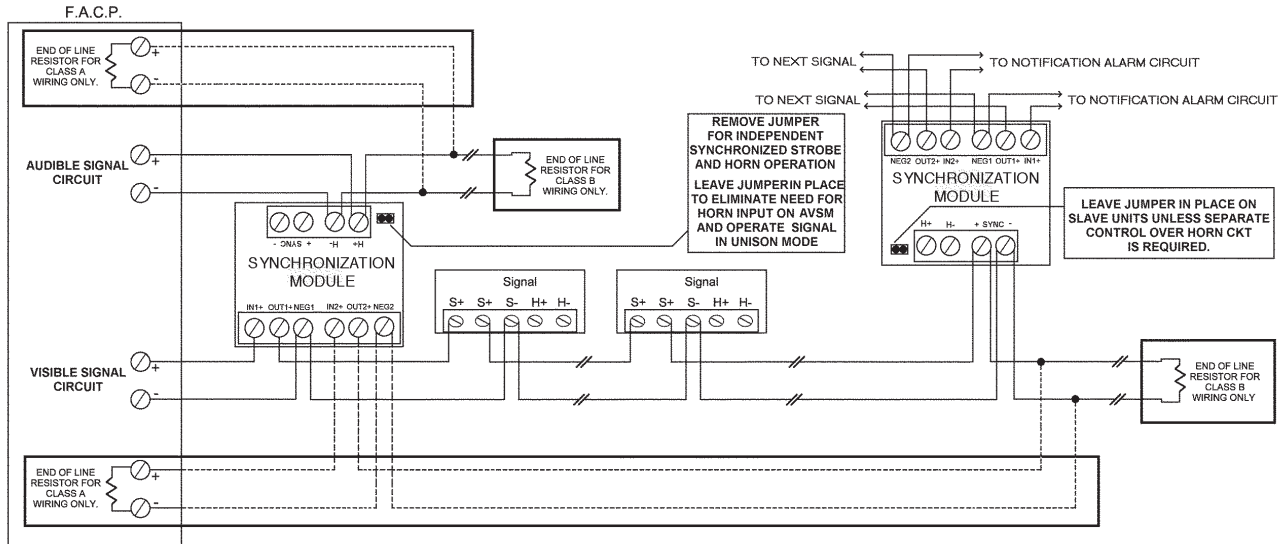 F.A.C.P.
END OF LINE
RESISTOR FOR
CLASS A
WIRING ONLY.
+
-
AUDIBLE SIGNAL
CIRCUIT
+
-
END OF LINE
RESISTOR FOR
CLASS B
WIRING ONLY.
- SYNC + H- H+
SYNCHRONIZATION
MODULE
IN1+ OUT1+ NEG1 IN2+ OUT2+ NEG2
REMOVE JUMPER
FOR INDEPENDENT
SYNCHRONIZED STROBE
AND HORN OPERATION
LEAVE JUMPER IN PLACE
TO ELIMINATE NEED FOR
HORN INPUT ON AVSM
AND OPERATE SIGNAL
IN UNISON MODE
TO NEXT SIGNAL
TO NOTIFICATION ALARM CIRCUIT
TO NEXT SIGNAL
TO NOTIFICATION ALARM CIRCUIT
NEG2 OUT2+ IN2+ NEG1 OUT1+ IN1+
SYNCHRONIZATION
MODULE
H+ H- + SYNC -
LEAVE JUMPER IN PLACE ON
SLAVE UNITS UNLESS SEPARATE
CONTROL OVER HORN CKT
IS REQUIRED.
Signal
S+ S+ S- H+ H-
Signal
S+ S+ S- H+ H-
VISIBLE SIGNAL
CIRCUIT
+
-
END OF LINE
RESISTOR FOR
CLASS B
WIRING ONLY
END OF LINE
RESISTOR FOR
CLASS A
WIRING ONLY.
+
-